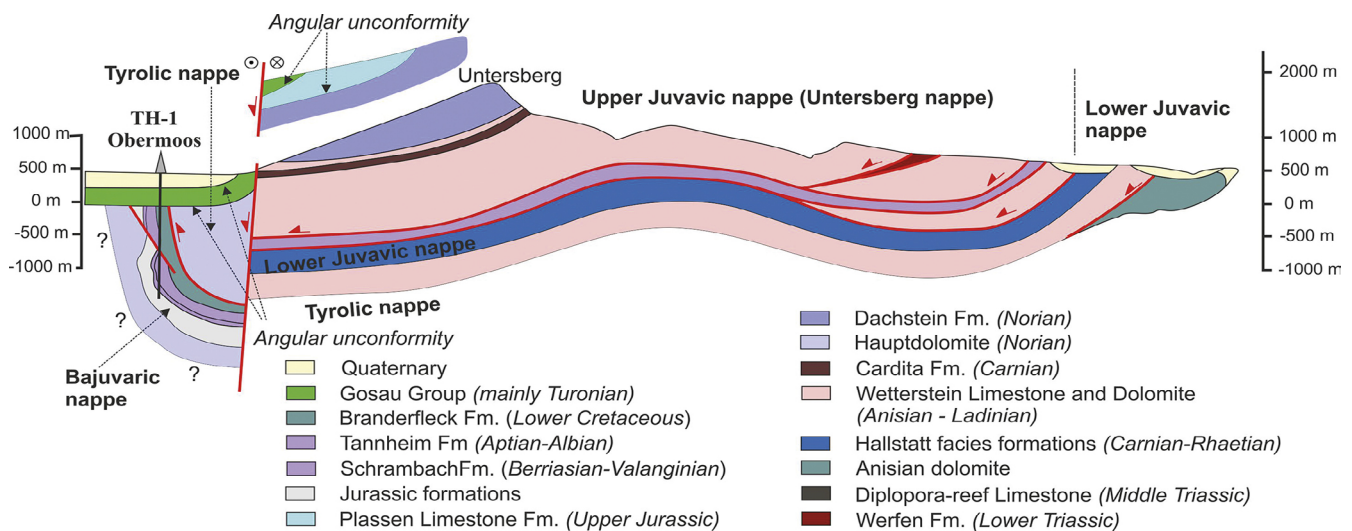 Angular unconformity
Tyrolic nappe
Untersberg
Upper Juvavic nappe (Untersberg nappe)
Lower Juvavic
nappe
TH-1
Obermoos
1000 m
500 m
0 m
-500 m
-1000 m
2000 m
1000 m
500 m
0 m
-500 m
-1000 m
?
?
?
Lower Juvavic nappe
Tyrolic nappe
Angular unconformity
Bajuvaric
nappe
Quaternary
Gosau Group (mainly Turonian)
Branderfleck Fm. (Lower Cretaceous)
Tannheim Fm (Aptian-Albian)
SchrambachFm. (Berriasian-Valanginian)
Jurassic formations
Plassen Limestone Fm. (Upper Jurassic)
Dachstein Fm. (Norian)
Hauptdolomite (Norian)
Cardita Fm. (Carnian)
Wetterstein Limestone and Dolomite
(Anisian - Ladinian)
Hallstatt facies formations (Carnian-Rhaetian)
Anisian dolomite
Diplopora-reef Limestone (Middle Triassic)
Werfen Fm. (Lower Triassic)